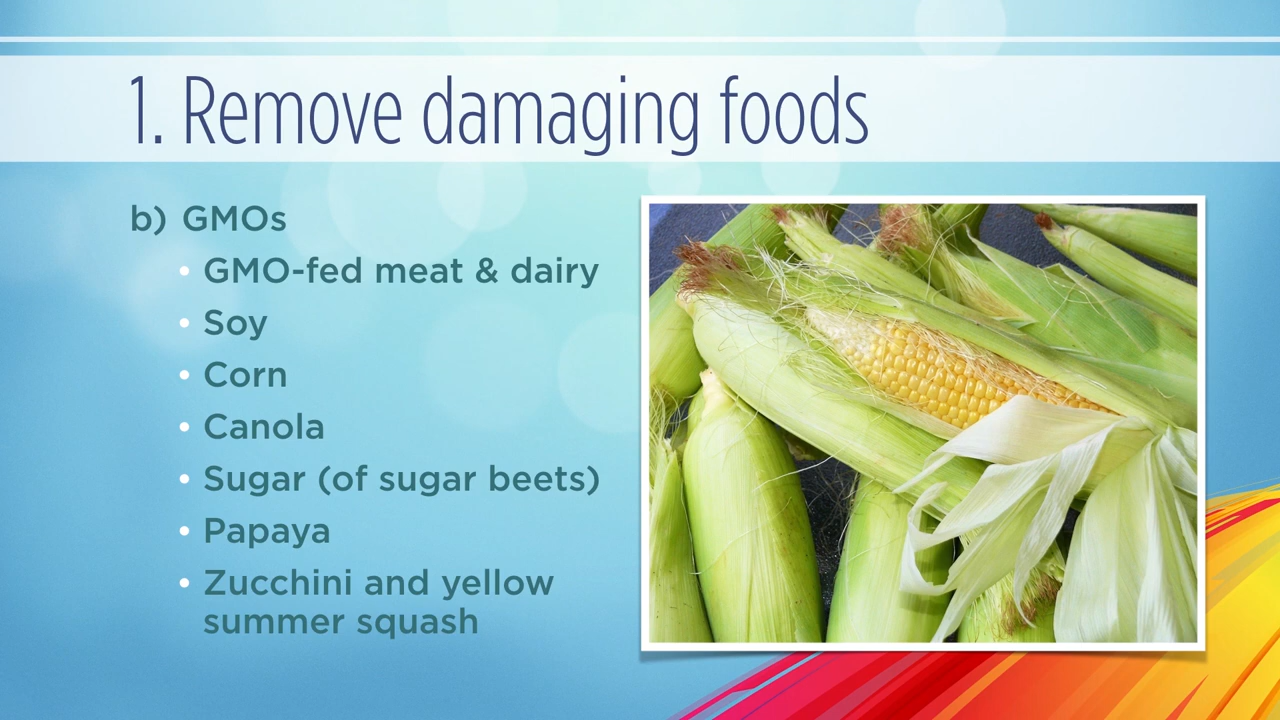 1. Remove damaging foods
b) GMOs
• GMO-fed meat & dairy
• Soy
• Corn
• Canola
• Sugar (of sugar beets)
• Papaya
• Zucchini and yellow
summer squash